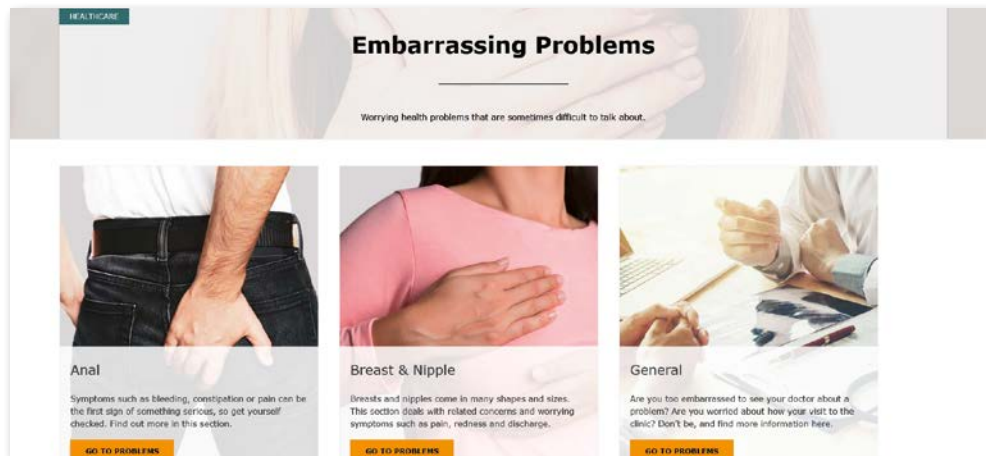 HEALTHCARE
Embarrassing Problems
Worrying health problems that are sometimes difficult to talk about.
Anal
Symptoms such as bleeding, constipation or pain can be
the first sign of something serious, so get yourself
checked. Find out more in this section.
GO TO PROBLEMS
Breast & Nipple
Breasts and nipples come in many shapes and sizes.
This section deals with related concerns and worrying
symptoms such as pain, redness and discharge.
GO TO PROBLEMS
General
Are you too embarrassed to see your doctor about a
problem? Are you worried about how your visit to the
clinic? Don't be, and find more information here.
GO TO PROBLEMS